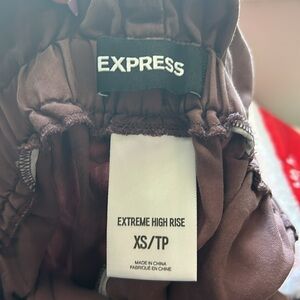 EXPRESS
EXTREME HIGH RISE
XS/TP
MADE IN CHINA
FABRIQUÉ EN CHINE